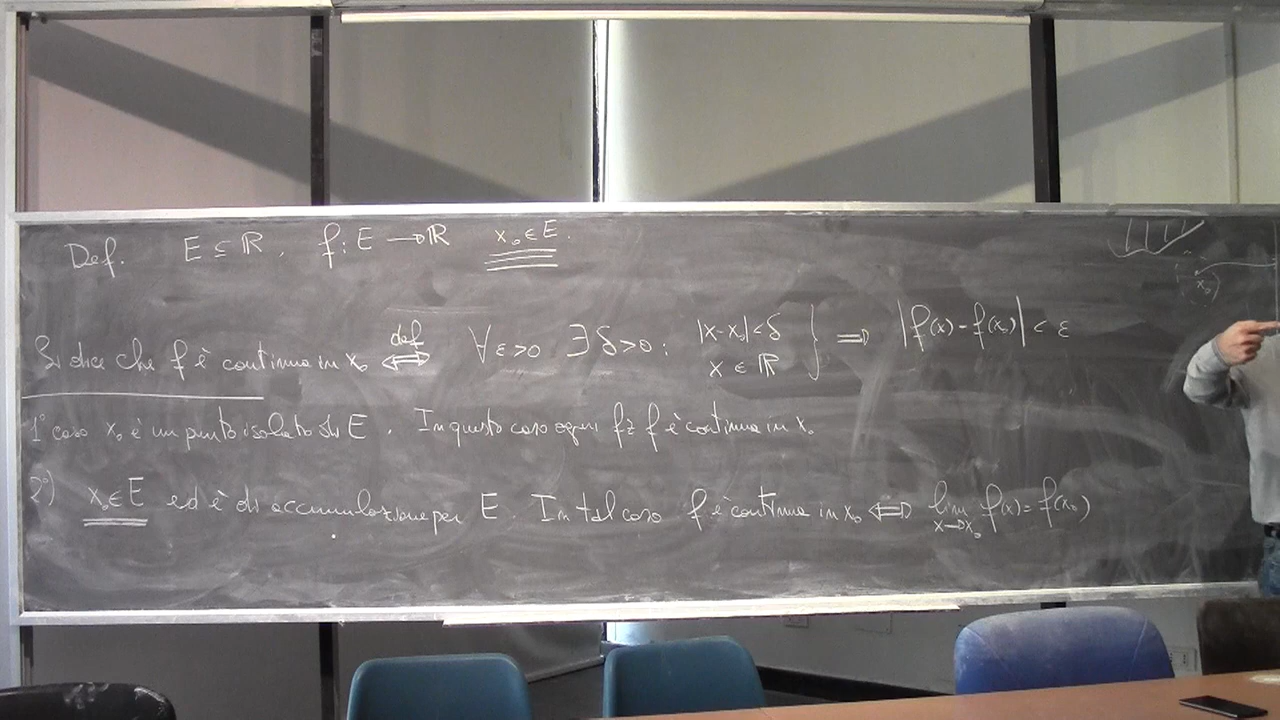 Def. E ⊆ ℝ, f: E → ℝ x₀ ∈ E.
Si dice che f è continua in x₀ ⇔def ∀ε>0 ∃δ>0: |x-x₀|<δ x ∈ ℝ } ⇒ |f(x) - f(x₀)| < ε
1° caso x₀ è un punto isolato di E. In questo caso ogni fz f è continua in x₀
2°) x₀∈E ed è di accumulazione per E. In tal caso f è continua in x₀ ⇔ lim x→x₀ f(x) = f(x₀)
x₀